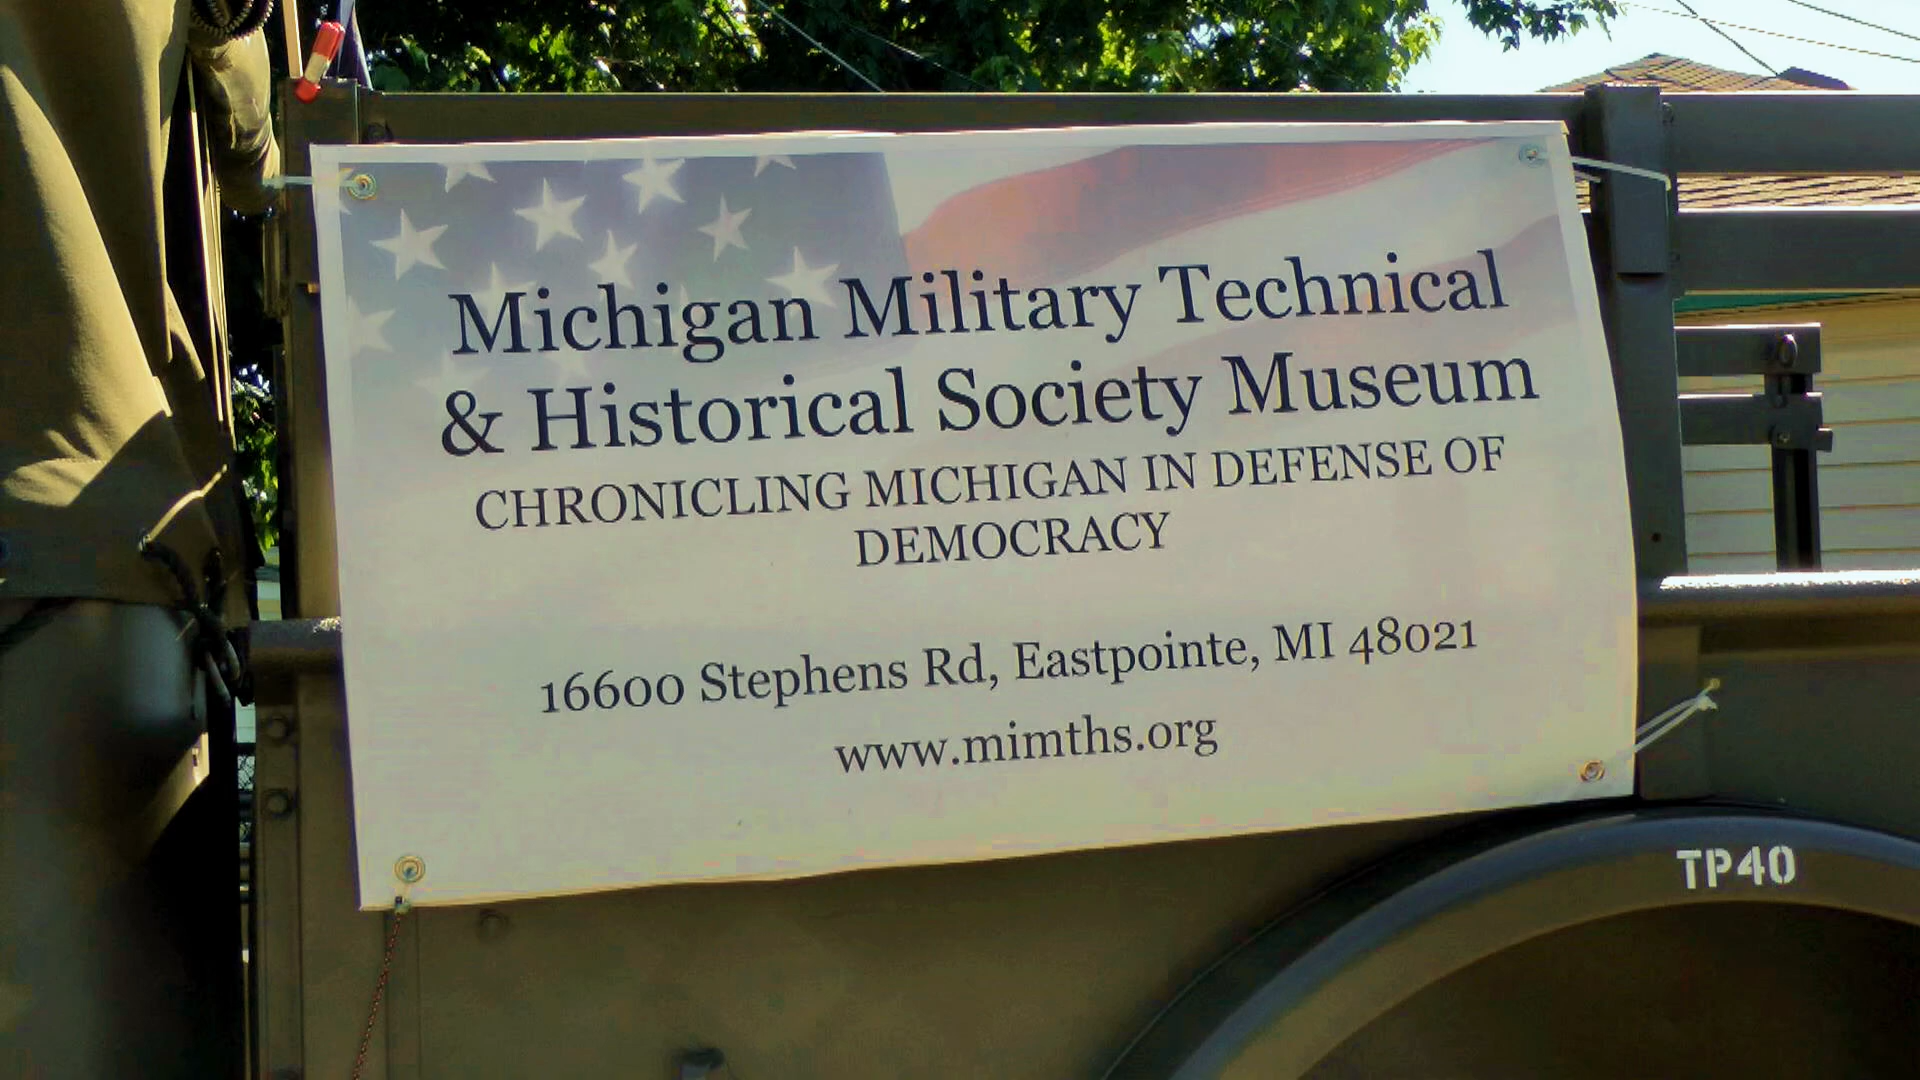 Michigan Military Technical
& Historical Society Museum
CHRONICLING MICHIGAN IN DEFENSE OF
DEMOCRACY
16600 Stephens Rd, Eastpointe, MI 48021
www.mimths.org
TP40